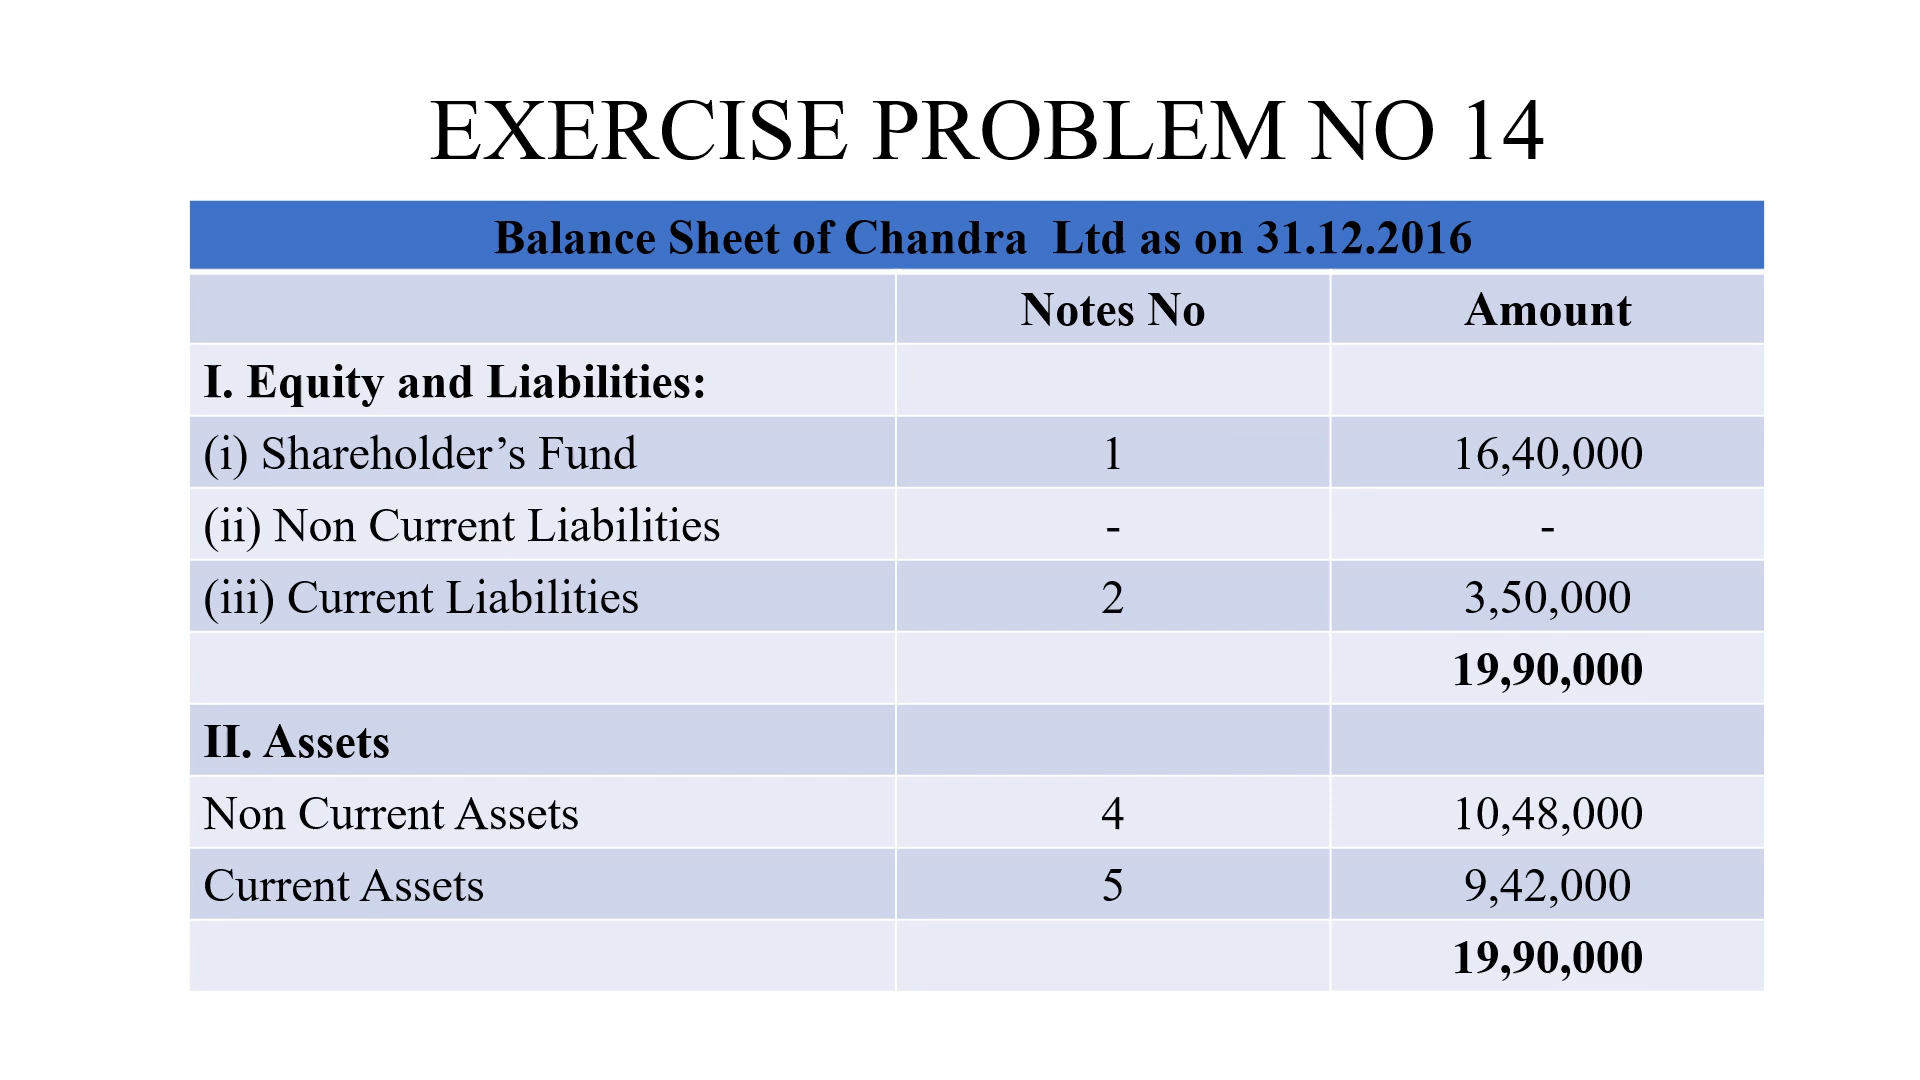 EXERCISE PROBLEM NO 14
Balance Sheet of Chandra Ltd as on 31.12.2016
Notes No Amount
I. Equity and Liabilities:
(i) Shareholder’s Fund 1 16,40,000
(ii) Non Current Liabilities - -
(iii) Current Liabilities 2 3,50,000
19,90,000
II. Assets
Non Current Assets 4 10,48,000
Current Assets 5 9,42,000
19,90,000